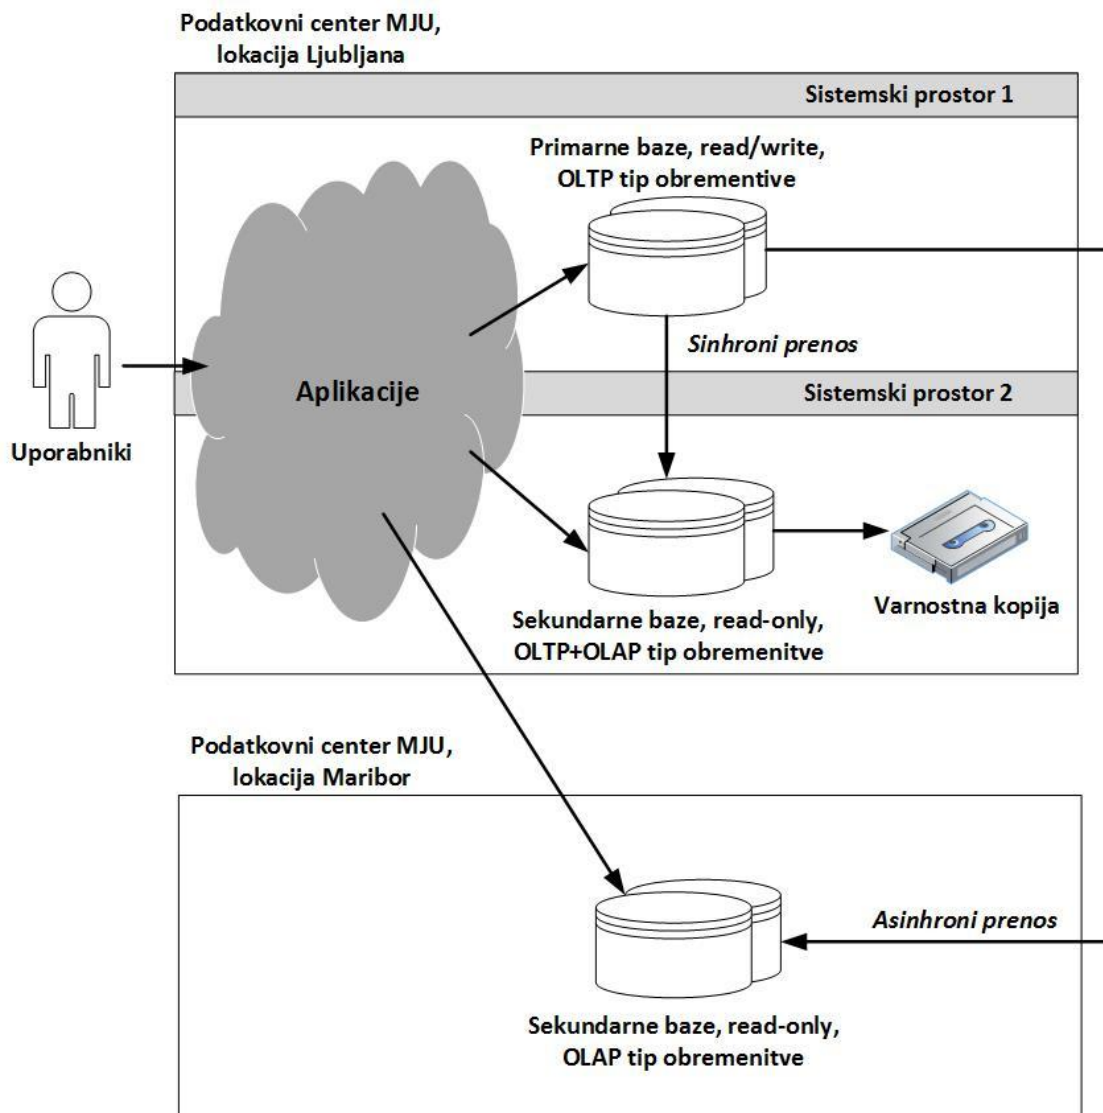 Podatkovni center MJU,
lokacija Ljubljana
Sistemski prostor 1
Primarne baze, read/write,
OLTP tip obrementive
Sinhroni prenos
Aplikacije
Sistemski prostor 2
Uporabniki
Varnostna kopija
Sekundarne baze, read-only,
OLTP+OLAP tip obremenitve
Podatkovni center MJU,
lokacija Maribor
Asinhroni prenos
Sekundarne baze, read-only,
OLAP tip obremenitve